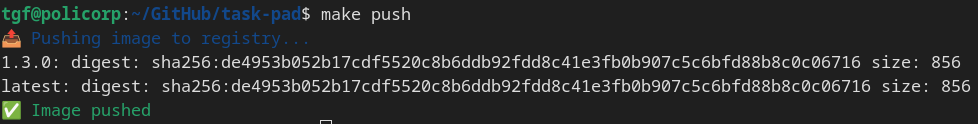 tgf@policorp:~/GitHub/task-pad$ make push
📤 Pushing image to registry...
1.3.0: digest: sha256:de4953b052b17cdf5520c8b6ddb92fdd8c41e3fb0b907c5c6bfd88b8c0c06716 size: 856
latest: digest: sha256:de4953b052b17cdf5520c8b6ddb92fdd8c41e3fb0b907c5c6bfd88b8c0c06716 size: 856
✅ Image pushed